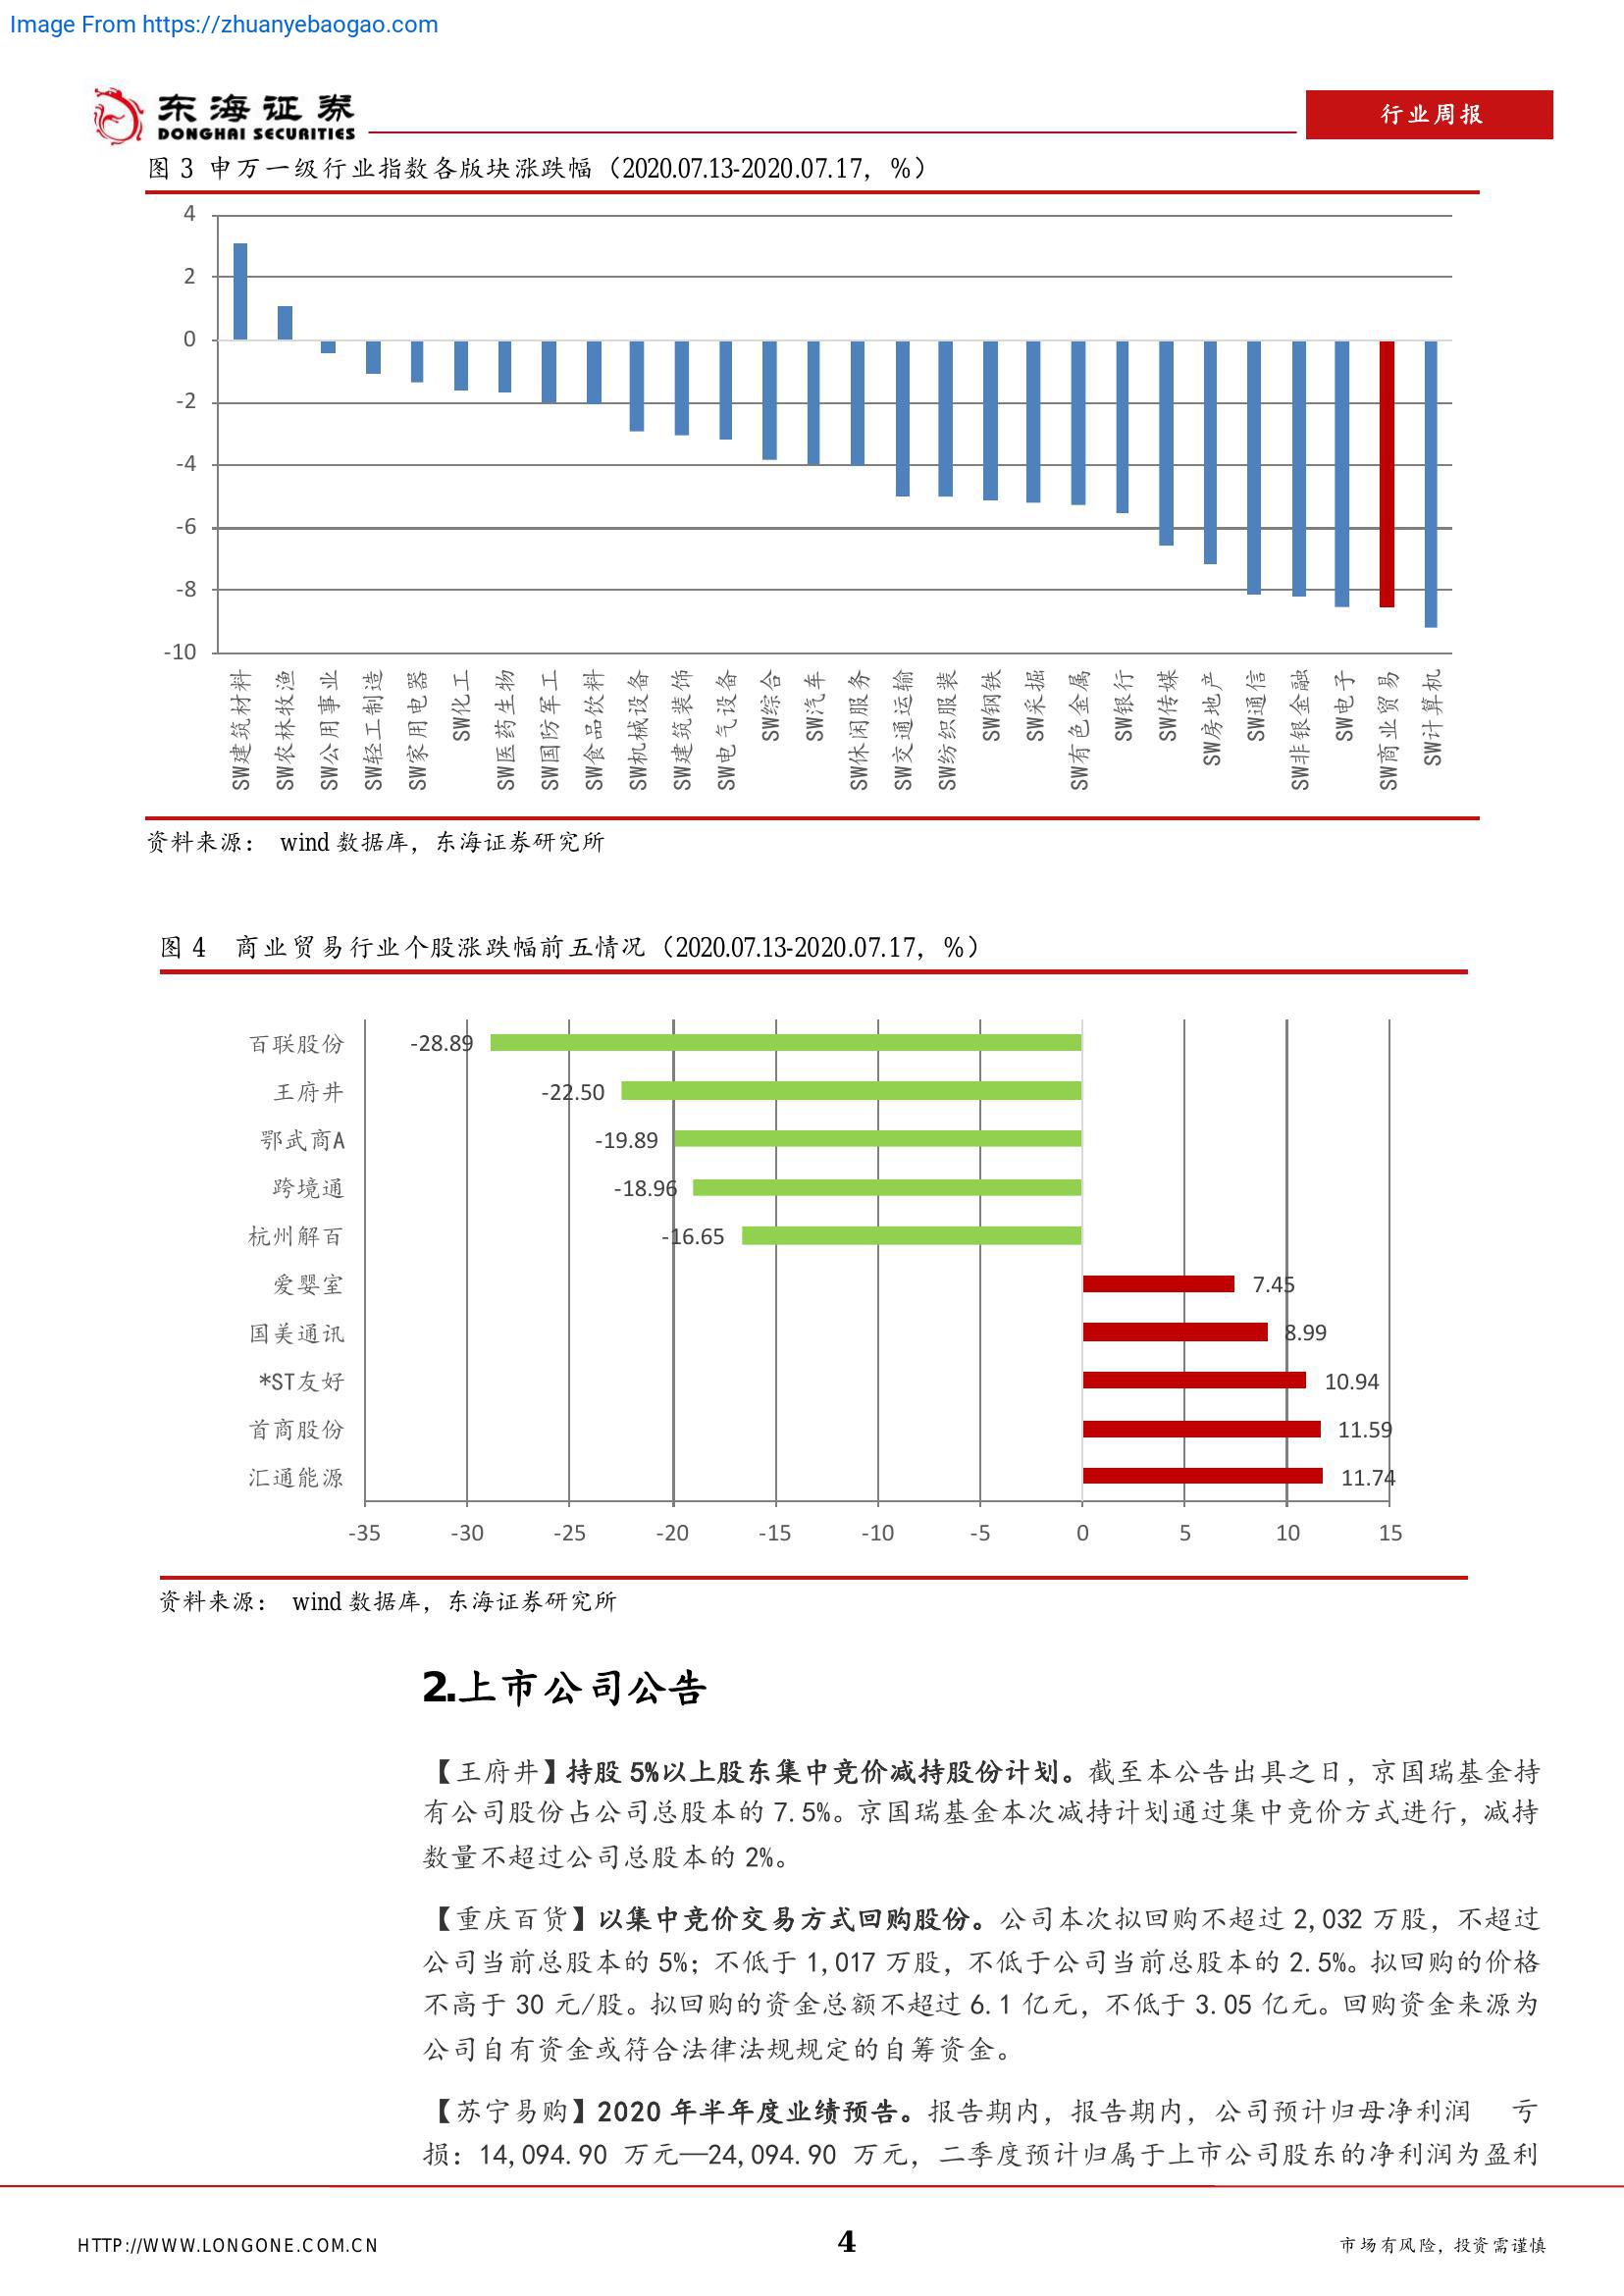 Image From https://zhuanyebaogao.com
东海证券
DONGHAI SECURITIES
行业周报
图 3 申万一级行业指数各版块涨跌幅（2020.07.13-2020.07.17，%）
4
2
0
-2
-4
-6
-8
-10
SW建筑材料
SW农林牧渔
SW公用事业
SW轻工制造
SW家用电器
SW化工
SW医药生物
SW国防军工
SW食品饮料
SW机械设备
SW建筑装饰
SW电气设备
SW综合
SW汽车
SW休闲服务
SW交通运输
SW纺织服装
SW钢铁
SW采掘
SW有色金属
SW银行
SW传媒
SW房地产
SW通信
SW非银金融
SW电子
SW商业贸易
SW计算机
资料来源： wind 数据库，东海证券研究所
图 4 商业贸易行业个股涨跌幅前五情况（2020.07.13-2020.07.17，%）
百联股份 -28.89
王府井 -22.50
鄂武商A -19.89
跨境通 -18.96
杭州解百 -16.65
爱婴室 7.45
国美通讯 8.99
*ST友好 10.94
首商股份 11.59
汇通能源 11.74
-35 -30 -25 -20 -15 -10 -5 0 5 10 15
资料来源： wind 数据库，东海证券研究所
2.上市公司公告
【王府井】持股 5%以上股东集中竞价减持股份计划。截至本公告出具之日，京国瑞基金持
有公司股份占公司总股本的 7.5%。京国瑞基金本次减持计划通过集中竞价方式进行，减持
数量不超过公司总股本的 2%。
【重庆百货】以集中竞价交易方式回购股份。公司本次拟回购不超过 2,032 万股，不超过
公司当前总股本的 5%；不低于 1,017 万股，不低于公司当前总股本的 2.5%。拟回购的价格
不高于 30 元/股。拟回购的资金总额不超过 6.1 亿元，不低于 3.05 亿元。回购资金来源为
公司自有资金或符合法律法规规定的自筹资金。
【苏宁易购】2020 年半年度业绩预告。报告期内，报告期内，公司预计归母净利润 亏
损：14,094.90 万元—24,094.90 万元，二季度预计归属于上市公司股东的净利润为盈利
HTTP://WWW.LONGONE.COM.CN
4
市场有风险，投资需谨慎